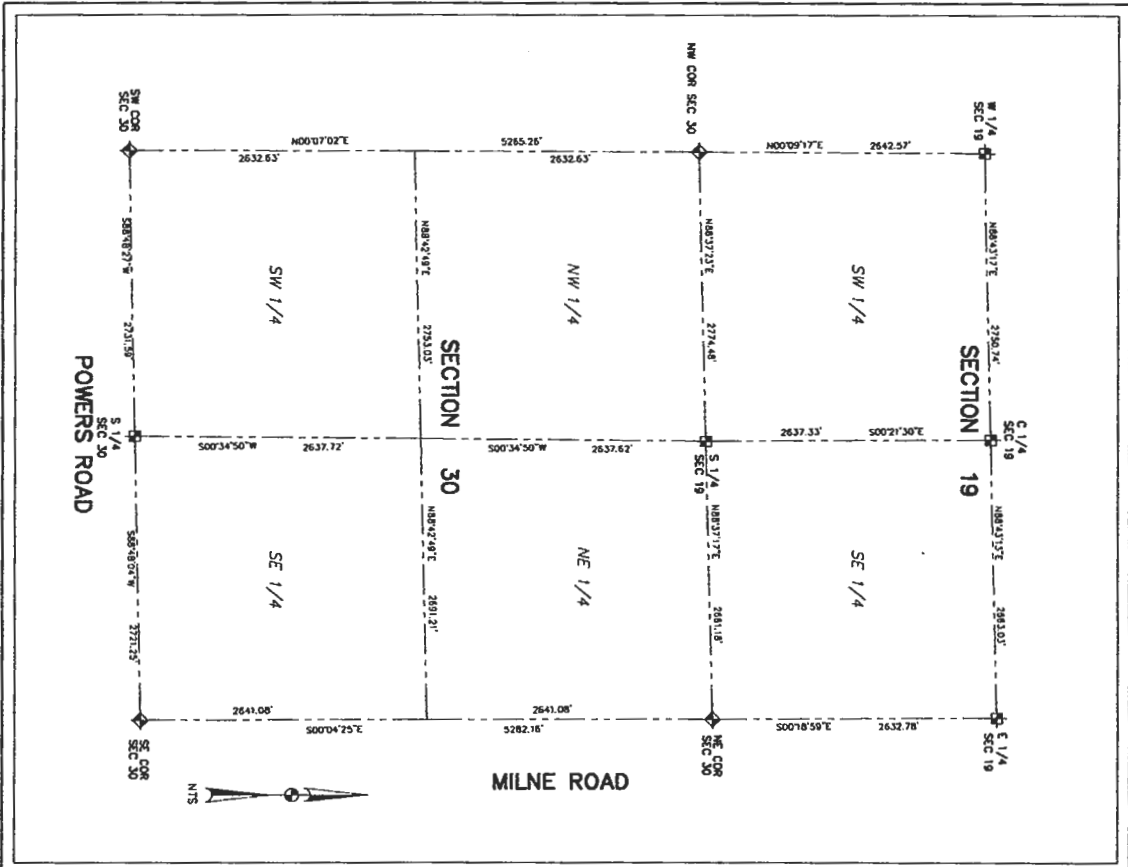 W 1/4
SEC 19
N88°43'17"E 2750.74'
C 1/4
SEC 19
N88°43'13"E 2663.03'
E 1/4
SEC 19
SECTION 19
N00°09'17"E 2642.57'
SW 1/4
2637.33' S00°21'30"E
SE 1/4
S00°18'59"E 2632.78'
NW COR SEC 30
N88°37'23"E 2774.48'
S 1/4
SEC 19
N88°37'17"E 2681.18'
NE COR
SEC 30
5265.26'
2632.63'
NW 1/4
S00°34'50"W 2637.62'
NE 1/4
2641.08'
5282.16'
MILNE ROAD
SECTION 30
N88°42'49"E 2753.03'
N88°42'49"E 2691.21'
N00°07'02"E
2632.63'
SW 1/4
S00°34'50"W 2637.72'
SE 1/4
2641.08'
S00°04'25"E
SW COR
SEC 30
S88°48'27"W 2731.59'
S 1/4
SEC 30
S88°48'04"W 2721.25'
SE COR
SEC 30
POWERS ROAD
NTS